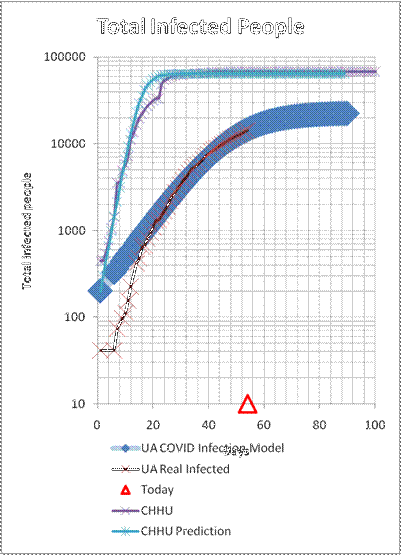 Total Infected People
Total infected people
100000
10000
1000
100
10
0
20
40
60
80
100
Days
UA COVID Infection Model
UA Real Infected
Today
CHHU
CHHU Prediction